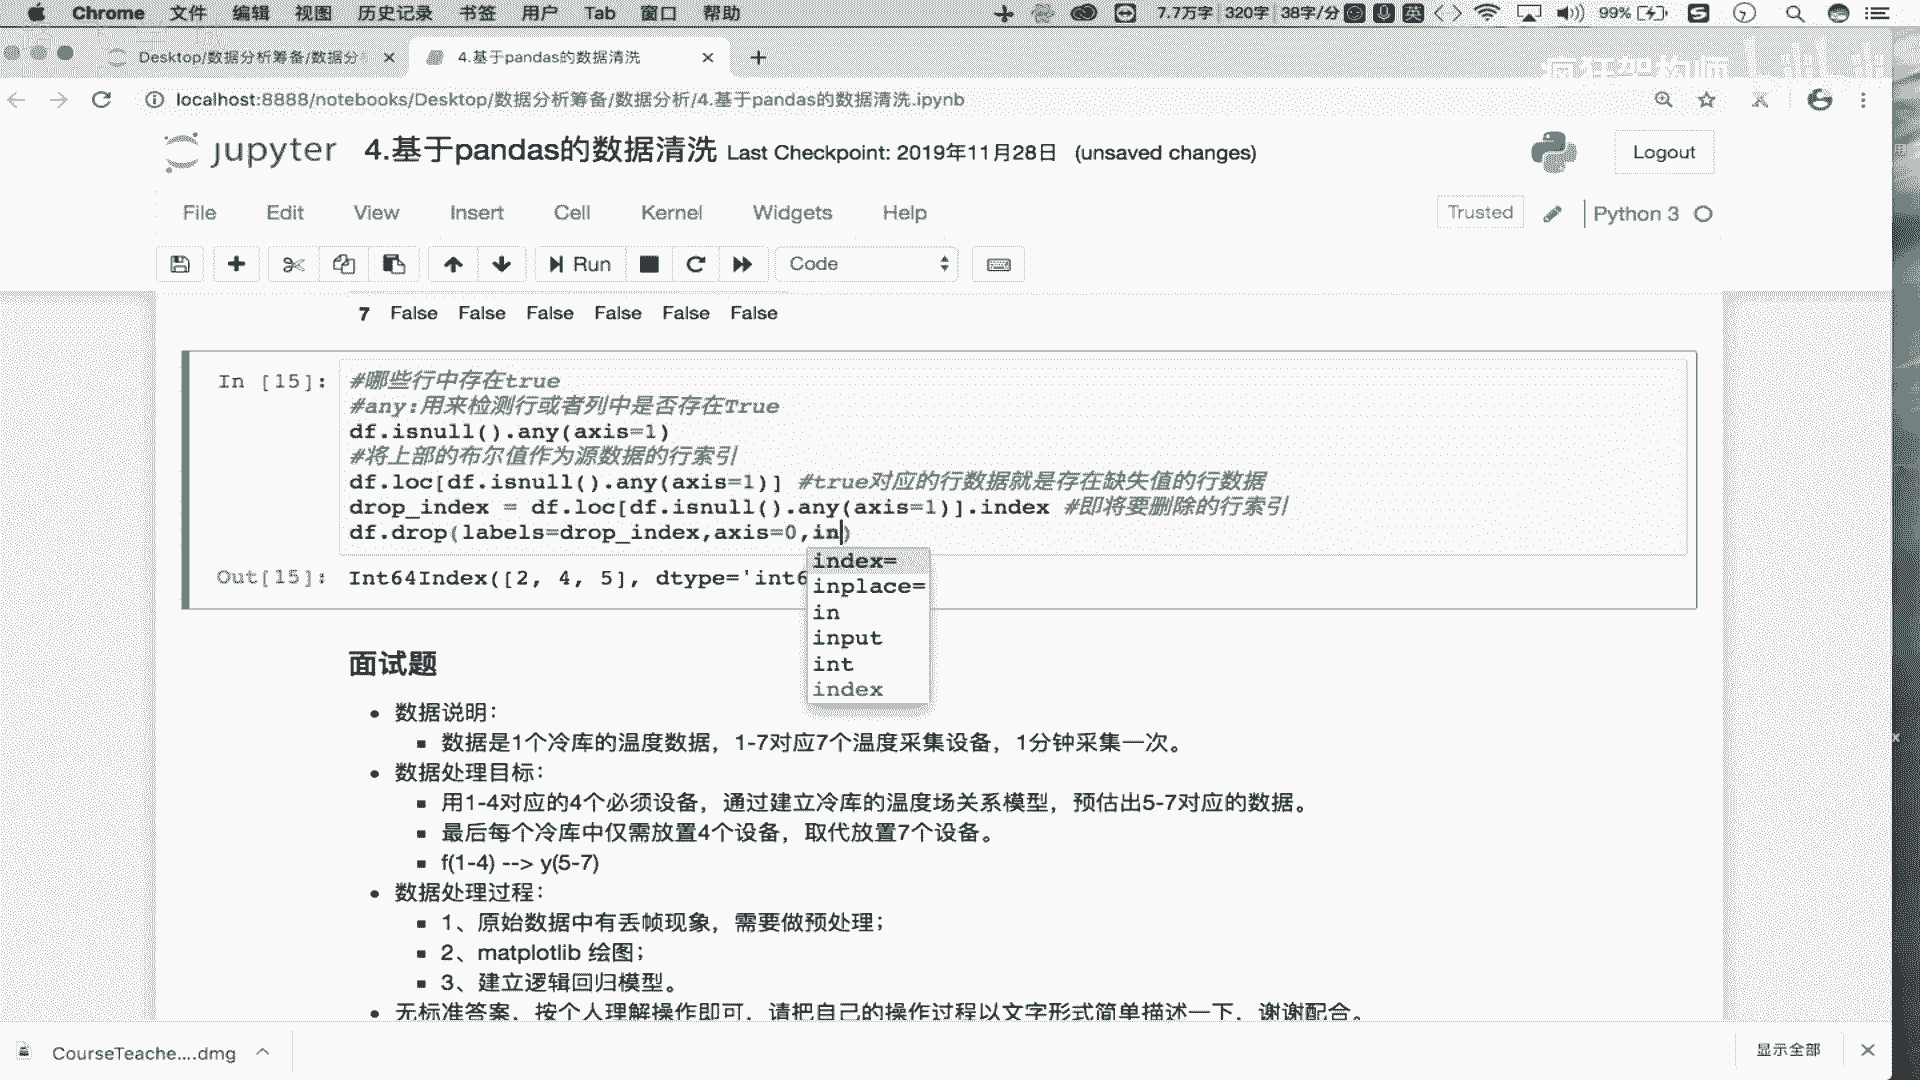 Chrome 文件 编辑 视图 历史记录 书签 用户 Tab 窗口 帮助 7.7万字 320字 38字/分 英 99%
Desktop/数据分析筹备/数据分 4.基于pandas的数据清洗
疯狂架构师
localhost:8888/notebooks/Desktop/数据分析筹备/数据分析/4.基于pandas的数据清洗.ipynb
jupyter 4.基于pandas的数据清洗 Last Checkpoint: 2019年11月28日 (unsaved changes) Logout
File Edit View Insert Cell Kernel Widgets Help Trusted Python 3
Run Code
7 False False False False False False
In [15]: #哪些行中存在true
#any:用来检测行或者列中是否存在True
df.isnull().any(axis=1)
#将上部的布尔值作为源数据的行索引
df.loc[df.isnull().any(axis=1)] #true对应的行数据就是存在缺失值的行数据
drop_index = df.loc[df.isnull().any(axis=1)].index #即将要删除的行索引
df.drop(labels=drop_index,axis=0,in)
index=
inplace=
in
input
int
index
Out[15]: Int64Index([2, 4, 5], dtype='int6
面试题
• 数据说明：
▪ 数据是1个冷库的温度数据，1-7对应7个温度采集设备，1分钟采集一次。
• 数据处理目标：
▪ 用1-4对应的4个必须设备，通过建立冷库的温度场关系模型，预估出5-7对应的数据。
▪ 最后每个冷库中仅需放置4个设备，取代放置7个设备。
▪ f(1-4) --> y(5-7)
• 数据处理过程：
▪ 1、原始数据中有丢帧现象，需要做预处理；
▪ 2、matplotlib 绘图；
▪ 3、建立逻辑回归模型。
• 无标准答案，按个人理解操作即可，请把自己的操作过程以文字形式简单描述一下，谢谢配合。
CourseTeache....dmg 显示全部